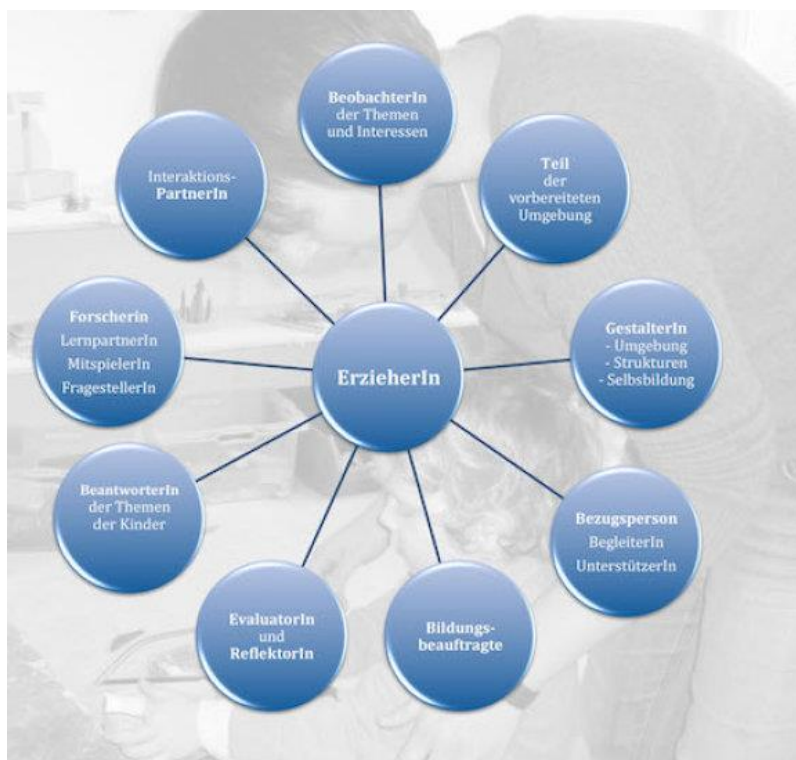 BeobachterIn
der Themen
und Interessen
Teil
der
vorbereiteten
Umgebung
GestalterIn
- Umgebung
- Strukturen
- Selbsbildung
Bezugsperson
BegleiterIn
UnterstützerIn
Bildungs-
beauftragte
EvaluatorIn
und
ReflektorIn
BeantworterIn
der Themen
der Kinder
Forscherin
LernpartnerIn
MitspielerIn
FragestellerIn
Interaktions-
PartnerIn
ErzieherIn